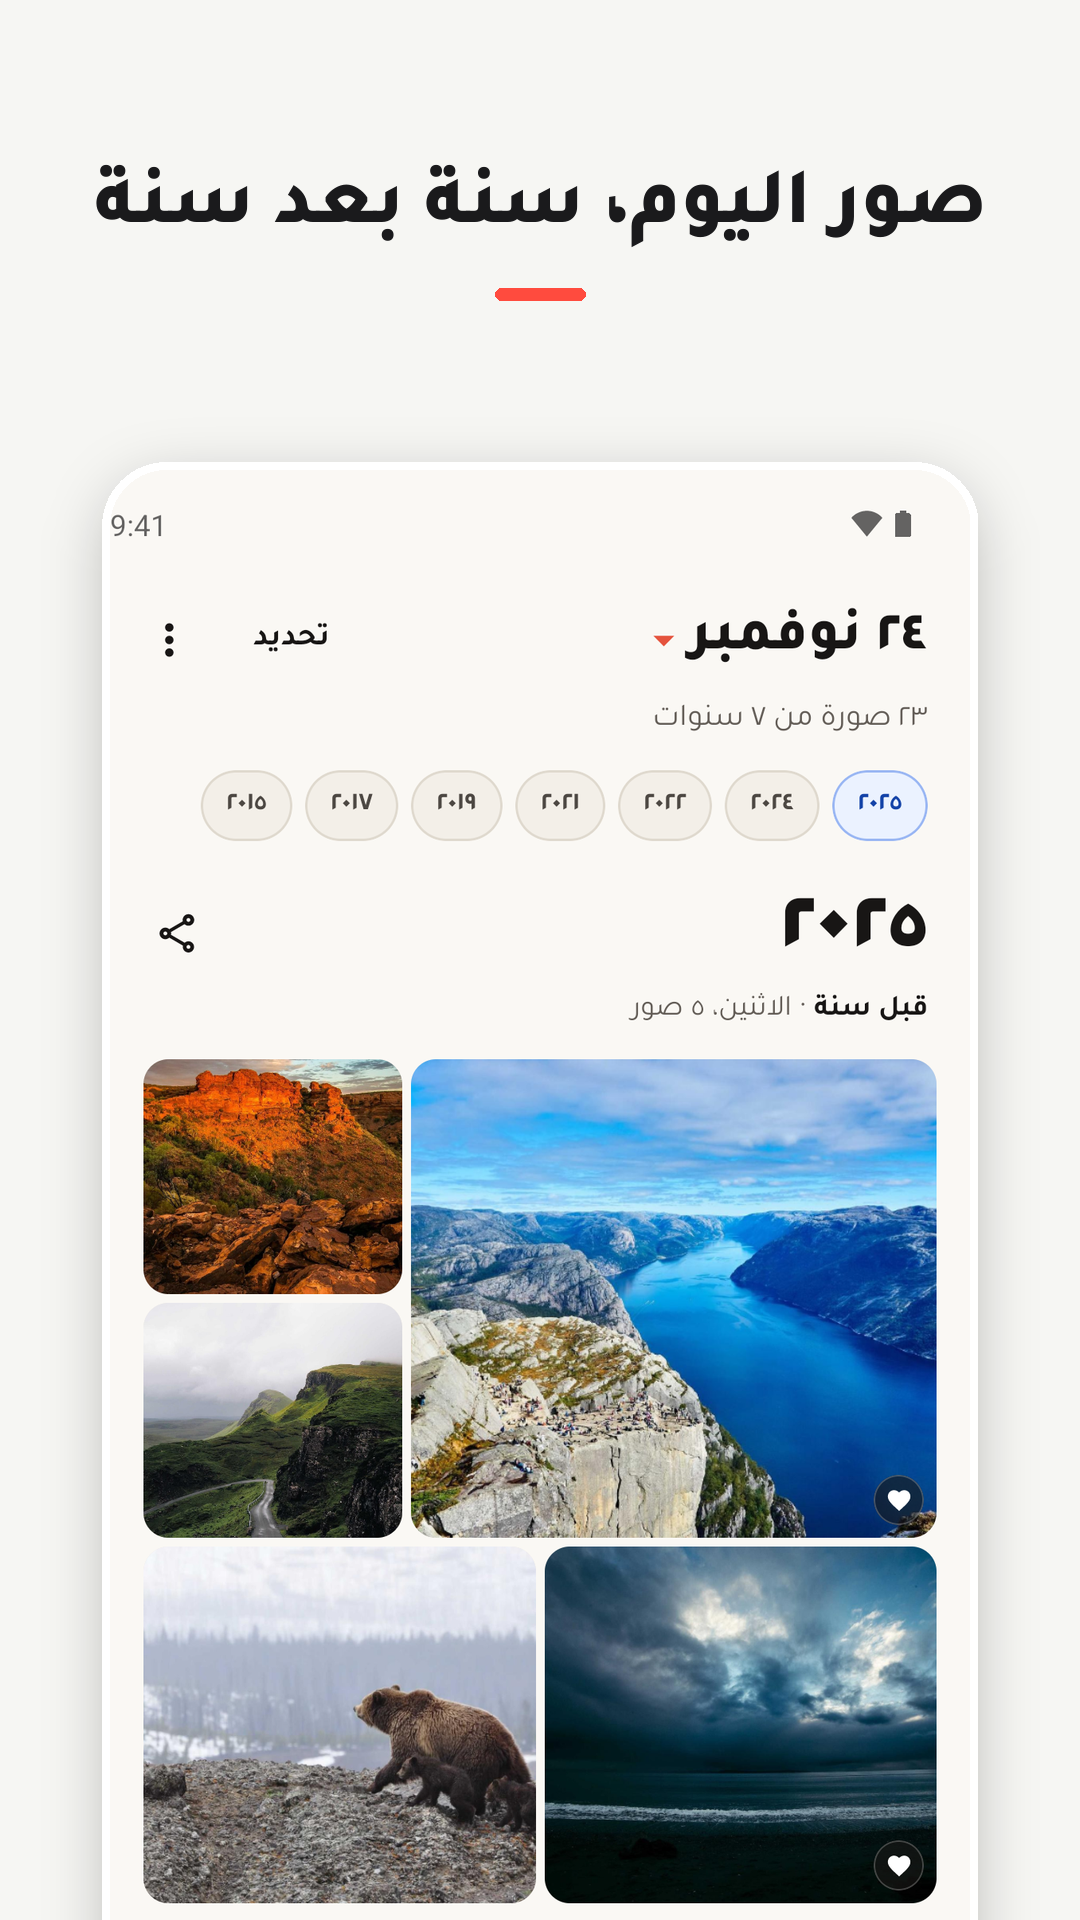 صور اليوم، سنة بعد سنة
9:41
٢٤ نوفمبر
تحديد
٢٣ صورة من ٧ سنوات
٢٠٢٥ ٢٠٢٤ ٢٠٢٢ ٢٠٢١ ٢٠١٩ ٢٠١٧ ٢٠١٥
٢٠٢٥
قبل سنة · الاثنين، ٥ صور